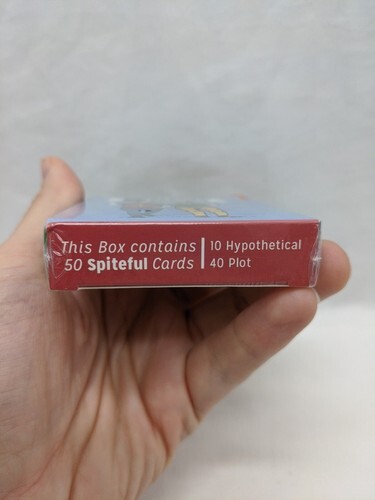 This Box contains
50 Spiteful Cards
10 Hypothetical
40 Plot